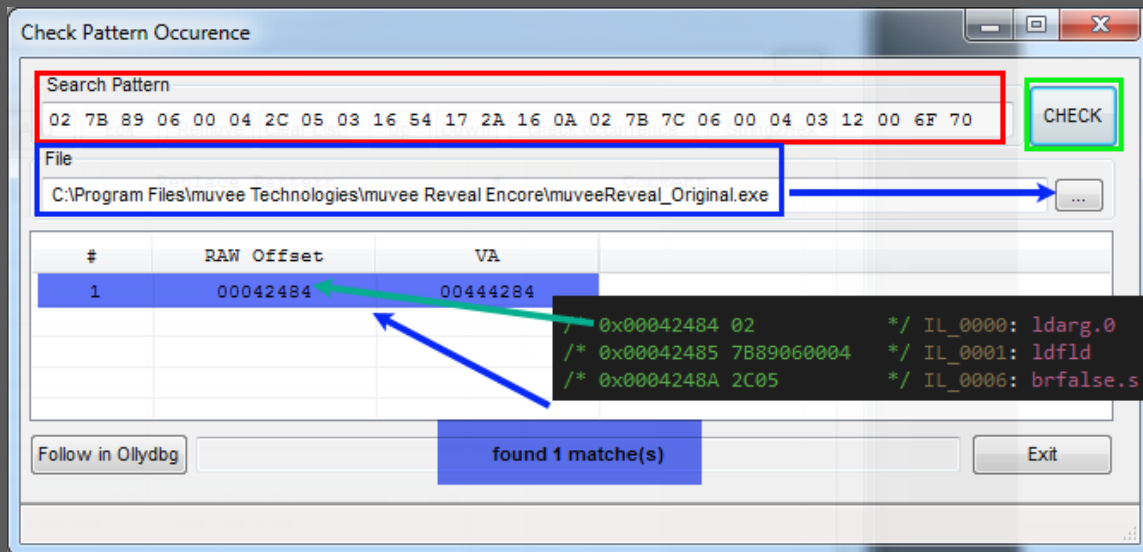 Check Pattern Occurence
Search Pattern
02 7B 89 06 00 04 2C 05 03 16 54 17 2A 16 0A 02 7B 7C 06 00 04 03 12 00 6F 70
CHECK
File
C:\Program Files\muvee Technologies\muvee Reveal Encore\muveeReveal_Original.exe
...
# RAW Offset VA
1 00042484 00444284
/* 0x00042484 02 */ IL_0000: ldarg.0
/* 0x00042485 7B89060004 */ IL_0001: ldfld
/* 0x0004248A 2C05 */ IL_0006: brfalse.s
Follow in Ollydbg
found 1 matche(s)
Exit